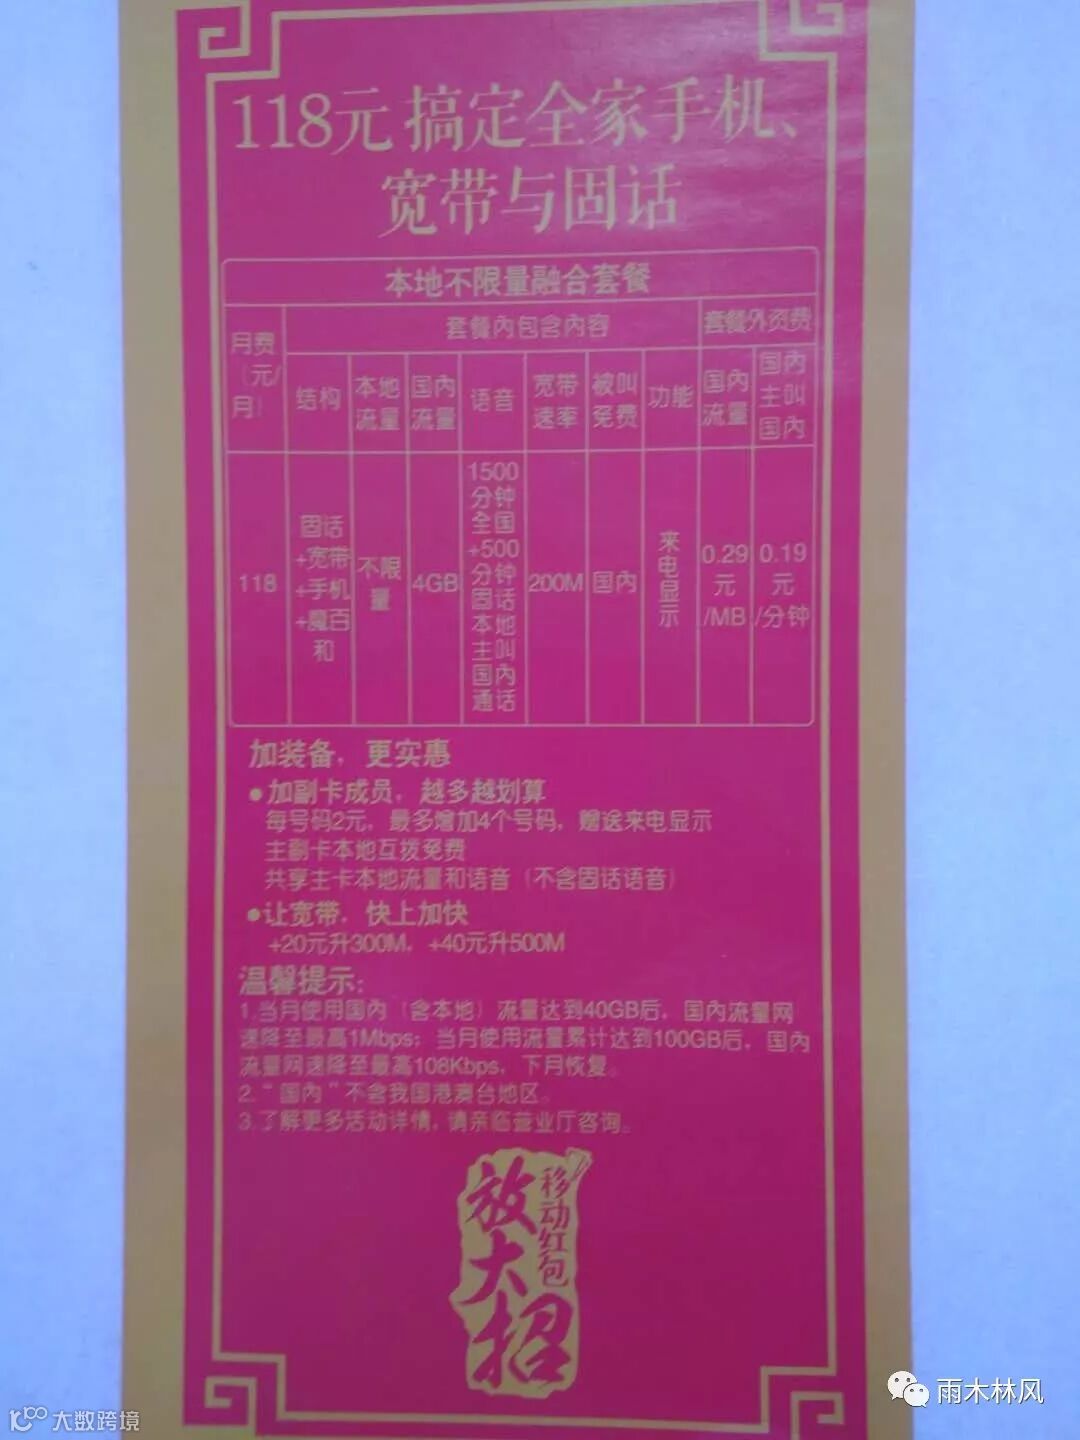 118元 搞定全家手机、
宽带与固话
本地不限量融合套餐
月费
（元/
月）
套餐内包含内容
套餐外资费
结构
本地
流量
国内
流量
语音
宽带
速率
被叫
免费
功能
国内
流量
国内
主叫
国内
118
固话
+宽带
+手机
+魔百
和
不限
量
4GB
1500
分钟
全国
+500
分钟
固话
本地
主叫
国内
通话
200M
国内
来
电
显
示
0.29
元
/MB
0.19
元
/分钟
加装备，更实惠
●加副卡成员，越多越划算
每号码2元，最多增加4个号码，赠送来电显示
主副卡本地互拨免费
共享主卡本地流量和语音（不含固话语音）
●让宽带，快上加快
+20元升300M，+40元升500M
温馨提示：
1.当月使用国内（含本地）流量达到40GB后，国内流量网
速降至最高1Mbps；当月使用流量累计达到100GB后，国内
流量网速降至最高108Kbps，下月恢复。
2.“国内”不含我国港澳台地区。
3.了解更多活动详情，请亲临营业厅咨询。
移动红包
放大招
雨木林风
大数跨境